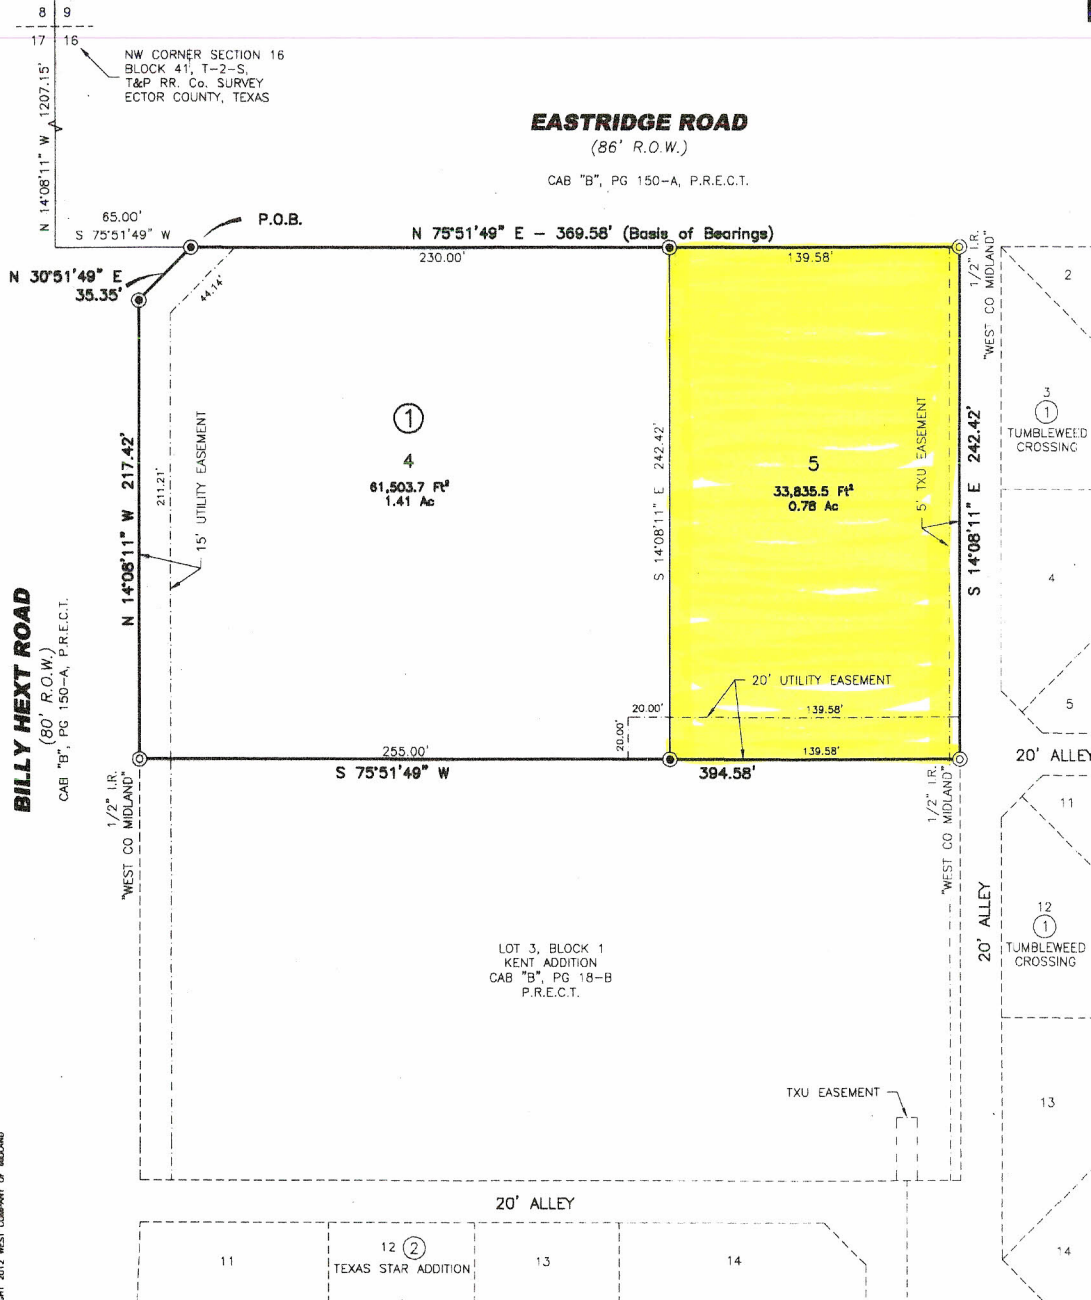 8 9
17 16
NW CORNER SECTION 16
BLOCK 41, T-2-S,
T&P RR. Co. SURVEY
ECTOR COUNTY, TEXAS
N 14°08'11" W 1207.15'
EASTRIDGE ROAD
(86' R.O.W.)
CAB "B", PG 150-A, P.R.E.C.T.
65.00'
S 75°51'49" W
P.O.B.
N 75°51'49" E - 369.58' (Basis of Bearings)
230.00'
139.58'
N 30°51'49" E
35.35'
44.14'
1/2" I.R.
"WEST CO MIDLAND"
2
3
1
TUMBLEWEED
CROSSING
N 14°08'11" W 217.42'
211.21'
15' UTILITY EASEMENT
1
4
61,503.7 Ft²
1.41 Ac
S 14°08'11" E 242.42'
5
33,835.5 Ft²
0.78 Ac
5' TXU EASEMENT
S 14°08'11" E 242.42'
4
5
BILLY HEXT ROAD
(80' R.O.W.)
CAB "B", PG 150-A, P.R.E.C.T.
20' UTILITY EASEMENT
20.00'
139.58'
20.00'
255.00'
139.58'
S 75°51'49" W
394.58'
20' ALLEY
1/2" I.R.
"WEST CO MIDLAND"
1/2" I.R.
"WEST CO MIDLAND"
11
20' ALLEY
12
1
TUMBLEWEED
CROSSING
LOT 3, BLOCK 1
KENT ADDITION
CAB "B", PG 18-B
P.R.E.C.T.
TXU EASEMENT
13
20' ALLEY
11
12 2
TEXAS STAR ADDITION
13
14
14
2012 WEST COMPANY OF MIDLAND